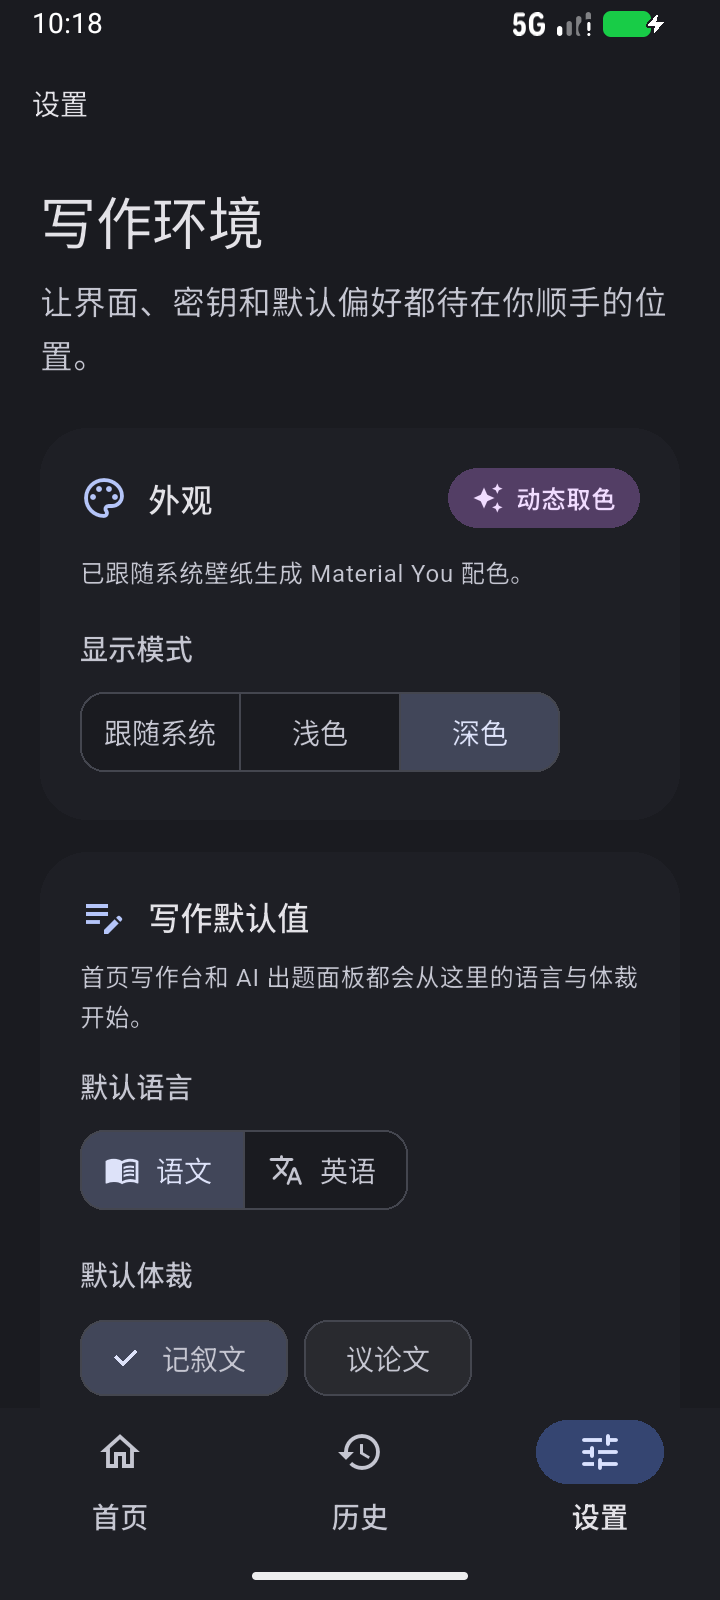 10:18
5G
设置
写作环境
让界面、密钥和默认偏好都待在你顺手的位
置。
外观
动态取色
已跟随系统壁纸生成 Material You 配色。
显示模式
跟随系统 浅色 深色
写作默认值
首页写作台和 AI 出题面板都会从这里的语言与体裁
开始。
默认语言
语文 英语
默认体裁
记叙文 议论文
首页 历史 设置